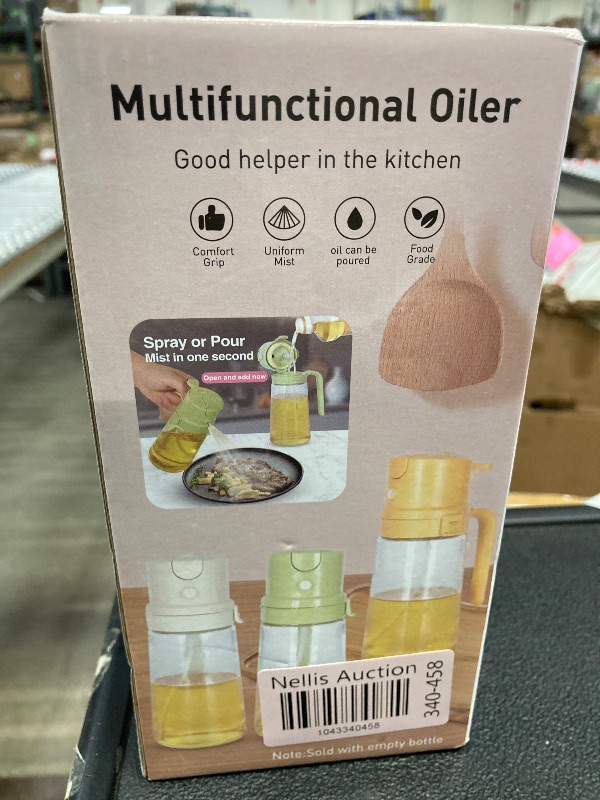 Multifunctional Oiler
Good helper in the kitchen
Comfort
Grip
Uniform
Mist
oil can be
poured
Food
Grade
Spray or Pour
Mist in one second
Open and add now
Nellis Auction
1043340458
340-458
Note:Sold with empty bottle